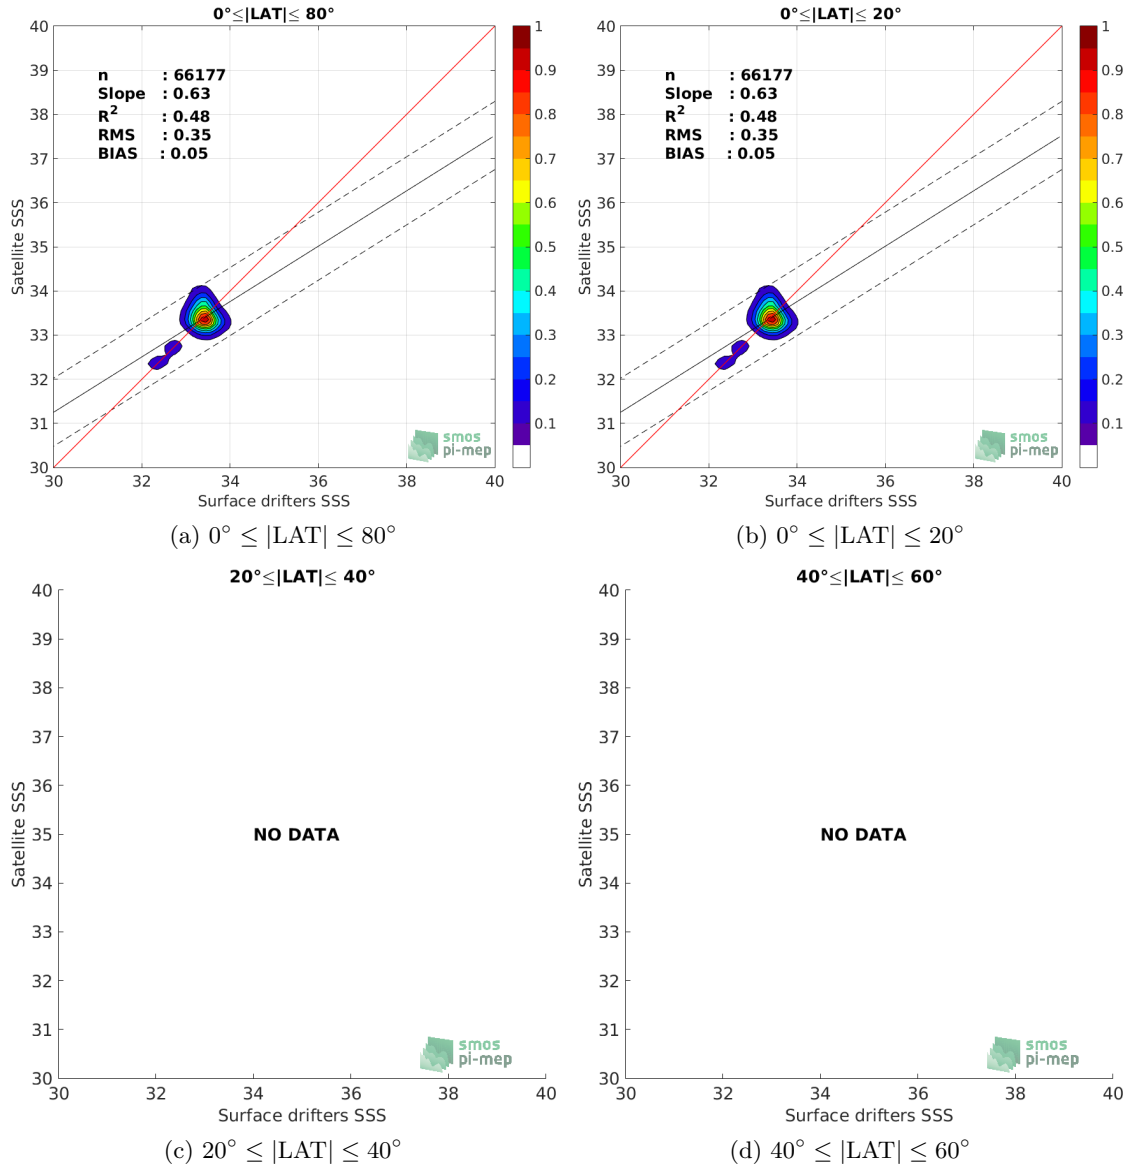 0°≤|LAT|≤ 80°
40
39
38
37
36
35
34
33
32
31
30
Satellite SSS
n : 66177
Slope : 0.63
R² : 0.48
RMS : 0.35
BIAS : 0.05
smos
pi-mep
30 32 34 36 38 40
Surface drifters SSS
1
0.9
0.8
0.7
0.6
0.5
0.4
0.3
0.2
0.1
(a) 0° ≤ |LAT| ≤ 80°
0°≤|LAT|≤ 20°
40
39
38
37
36
35
34
33
32
31
30
Satellite SSS
n : 66177
Slope : 0.63
R² : 0.48
RMS : 0.35
BIAS : 0.05
smos
pi-mep
30 32 34 36 38 40
Surface drifters SSS
1
0.9
0.8
0.7
0.6
0.5
0.4
0.3
0.2
0.1
(b) 0° ≤ |LAT| ≤ 20°
20°≤|LAT|≤ 40°
40
39
38
37
36
35
34
33
32
31
30
Satellite SSS
NO DATA
smos
pi-mep
30 32 34 36 38 40
Surface drifters SSS
(c) 20° ≤ |LAT| ≤ 40°
40°≤|LAT|≤ 60°
40
39
38
37
36
35
34
33
32
31
30
Satellite SSS
NO DATA
smos
pi-mep
30 32 34 36 38 40
Surface drifters SSS
(d) 40° ≤ |LAT| ≤ 60°